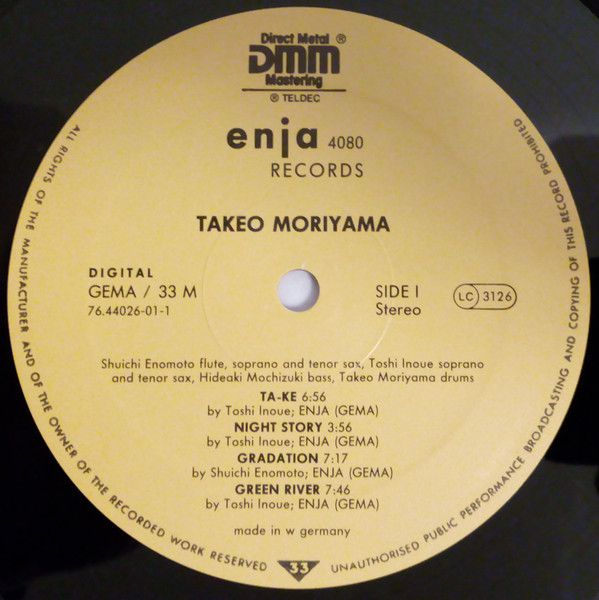 Direct Metal ®
DMM
Mastering
® TELDEC
enja 4080
RECORDS
TAKEO MORIYAMA
DIGITAL
GEMA / 33 M
76.44026-01-1
SIDE I
Stereo
LC 3126
Shuichi Enomoto flute, soprano and tenor sax, Toshi Inoue soprano
and tenor sax, Hideaki Mochizuki bass, Takeo Moriyama drums
TA-KE 6:56
by Toshi Inoue; ENJA (GEMA)
NIGHT STORY 3:56
by Toshi Inoue; ENJA (GEMA)
GRADATION 7:17
by Shuichi Enomoto; ENJA (GEMA)
GREEN RIVER 7:46
by Toshi Inoue; ENJA (GEMA)
made in w germany
ALL RIGHTS OF THE MANUFACTURER AND OF THE OWNER OF THE RECORDED WORK RESERVED
33
UNAUTHORISED PUBLIC PERFORMANCE BROADCASTING AND COPYING OF THIS RECORD PROHIBITED